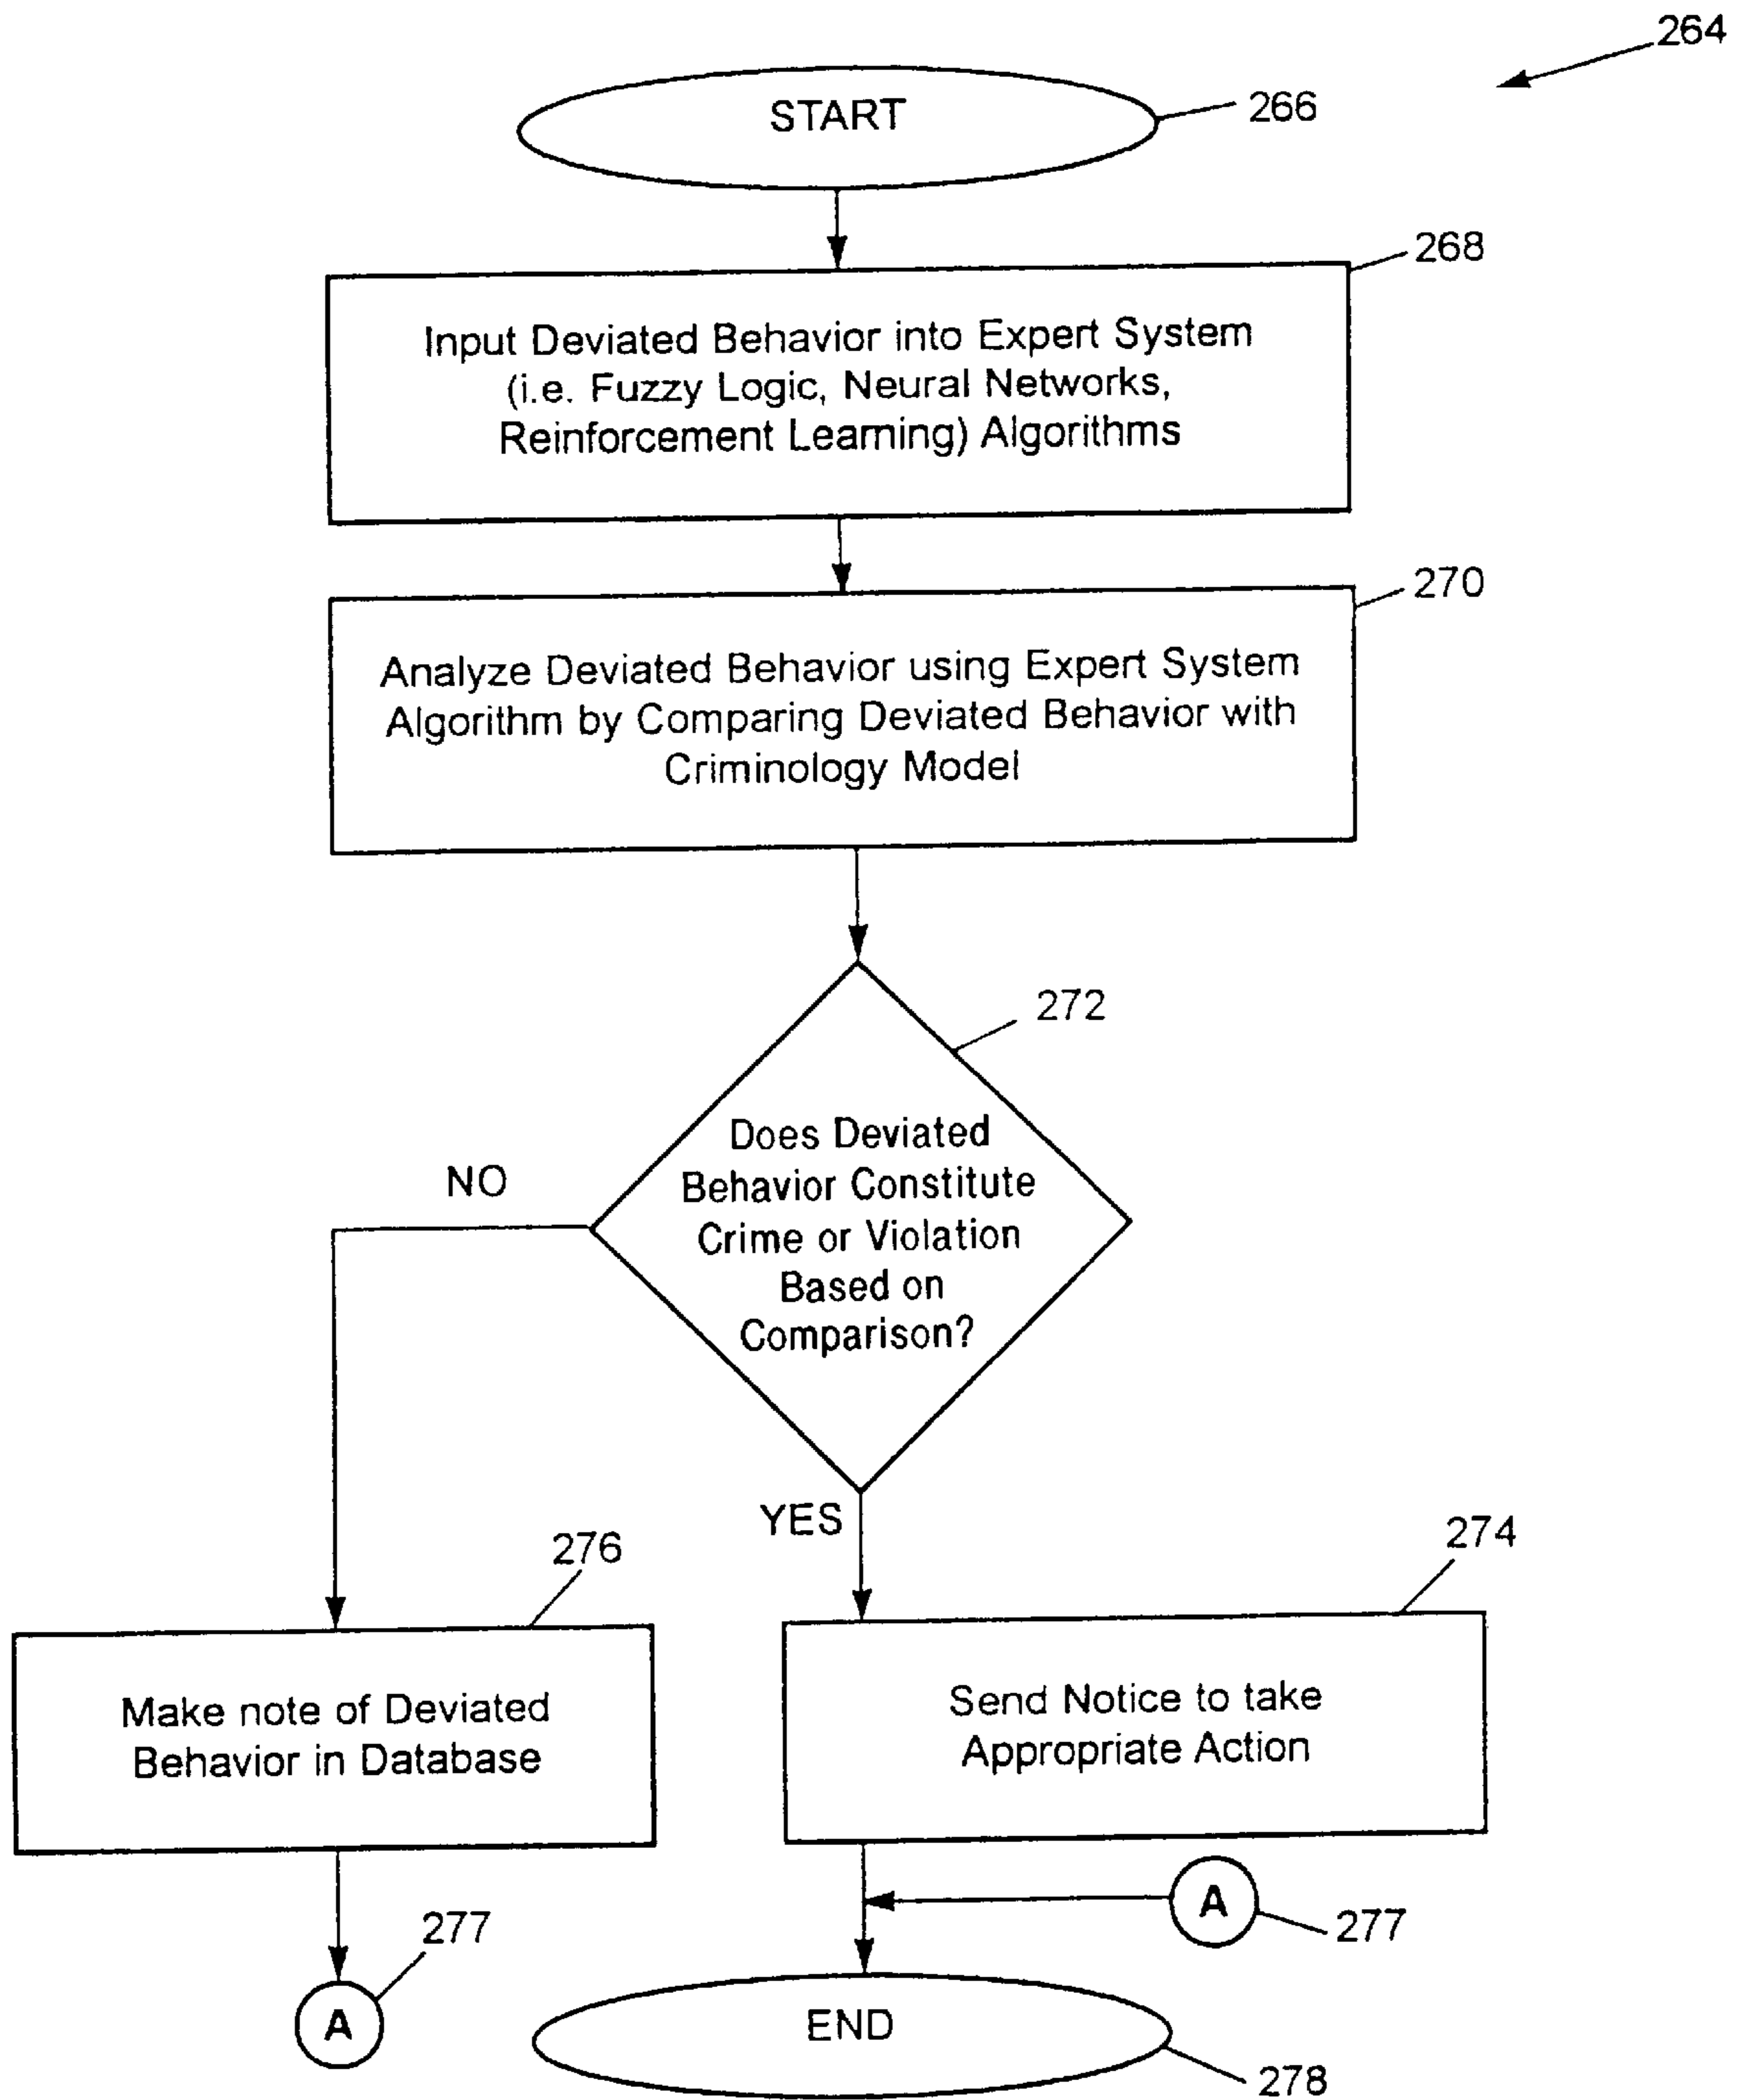 264
START
266
268
Input Deviated Behavior into Expert System
(i.e. Fuzzy Logic, Neural Networks,
Reinforcement Learning) Algorithms
270
Analyze Deviated Behavior using Expert System
Algorithm by Comparing Deviated Behavior with
Criminology Model
272
Does Deviated
Behavior Constitute
Crime or Violation
Based on
Comparison?
NO
YES
276
Make note of Deviated
Behavior in Database
274
Send Notice to take
Appropriate Action
A
277
277
A
END
278